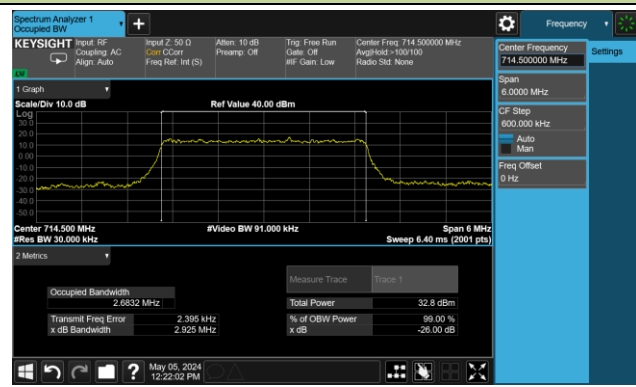 Spectrum Analyzer 1
Occupied BW
Frequency
KEYSIGHT
Input: RF
Coupling: AC
Align: Auto
Input Z: 50 Ω
Corr CCorr
Freq Ref: Int (S)
Atten: 10 dB
Preamp: Off
Trig: Free Run
Gate: Off
#IF Gain: Low
Center Freq: 714.500000 MHz
Avg|Hold:>100/100
Radio Std: None
Center Frequency
714.500000 MHz
Settings
Span
6.0000 MHz
CF Step
600.000 kHz
Auto
Man
Freq Offset
0 Hz
1 Graph
Scale/Div 10.0 dB
Ref Value 40.00 dBm
Log
30.0
20.0
10.0
0.00
-10.0
-20.0
-30.0
-40.0
-50.0
Center 714.500 MHz
#Video BW 91.000 kHz
Span 6 MHz
#Res BW 30.000 kHz
Sweep 6.40 ms (2001 pts)
2 Metrics
Measure Trace
Trace 1
Occupied Bandwidth
2.6832 MHz
Total Power
32.8 dBm
Transmit Freq Error
2.395 kHz
% of OBW Power
99.00 %
x dB Bandwidth
2.925 MHz
x dB
-26.00 dB
?
May 05, 2024
12:22:02 PM